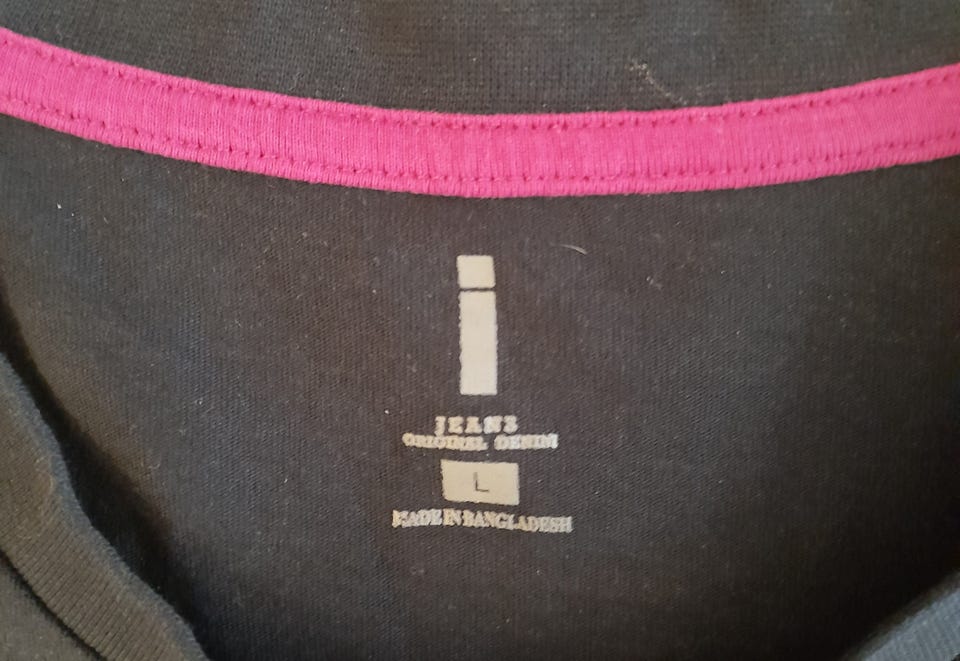 i
JEANS
ORIGINAL DENIM
L
MADE IN BANGLADESH